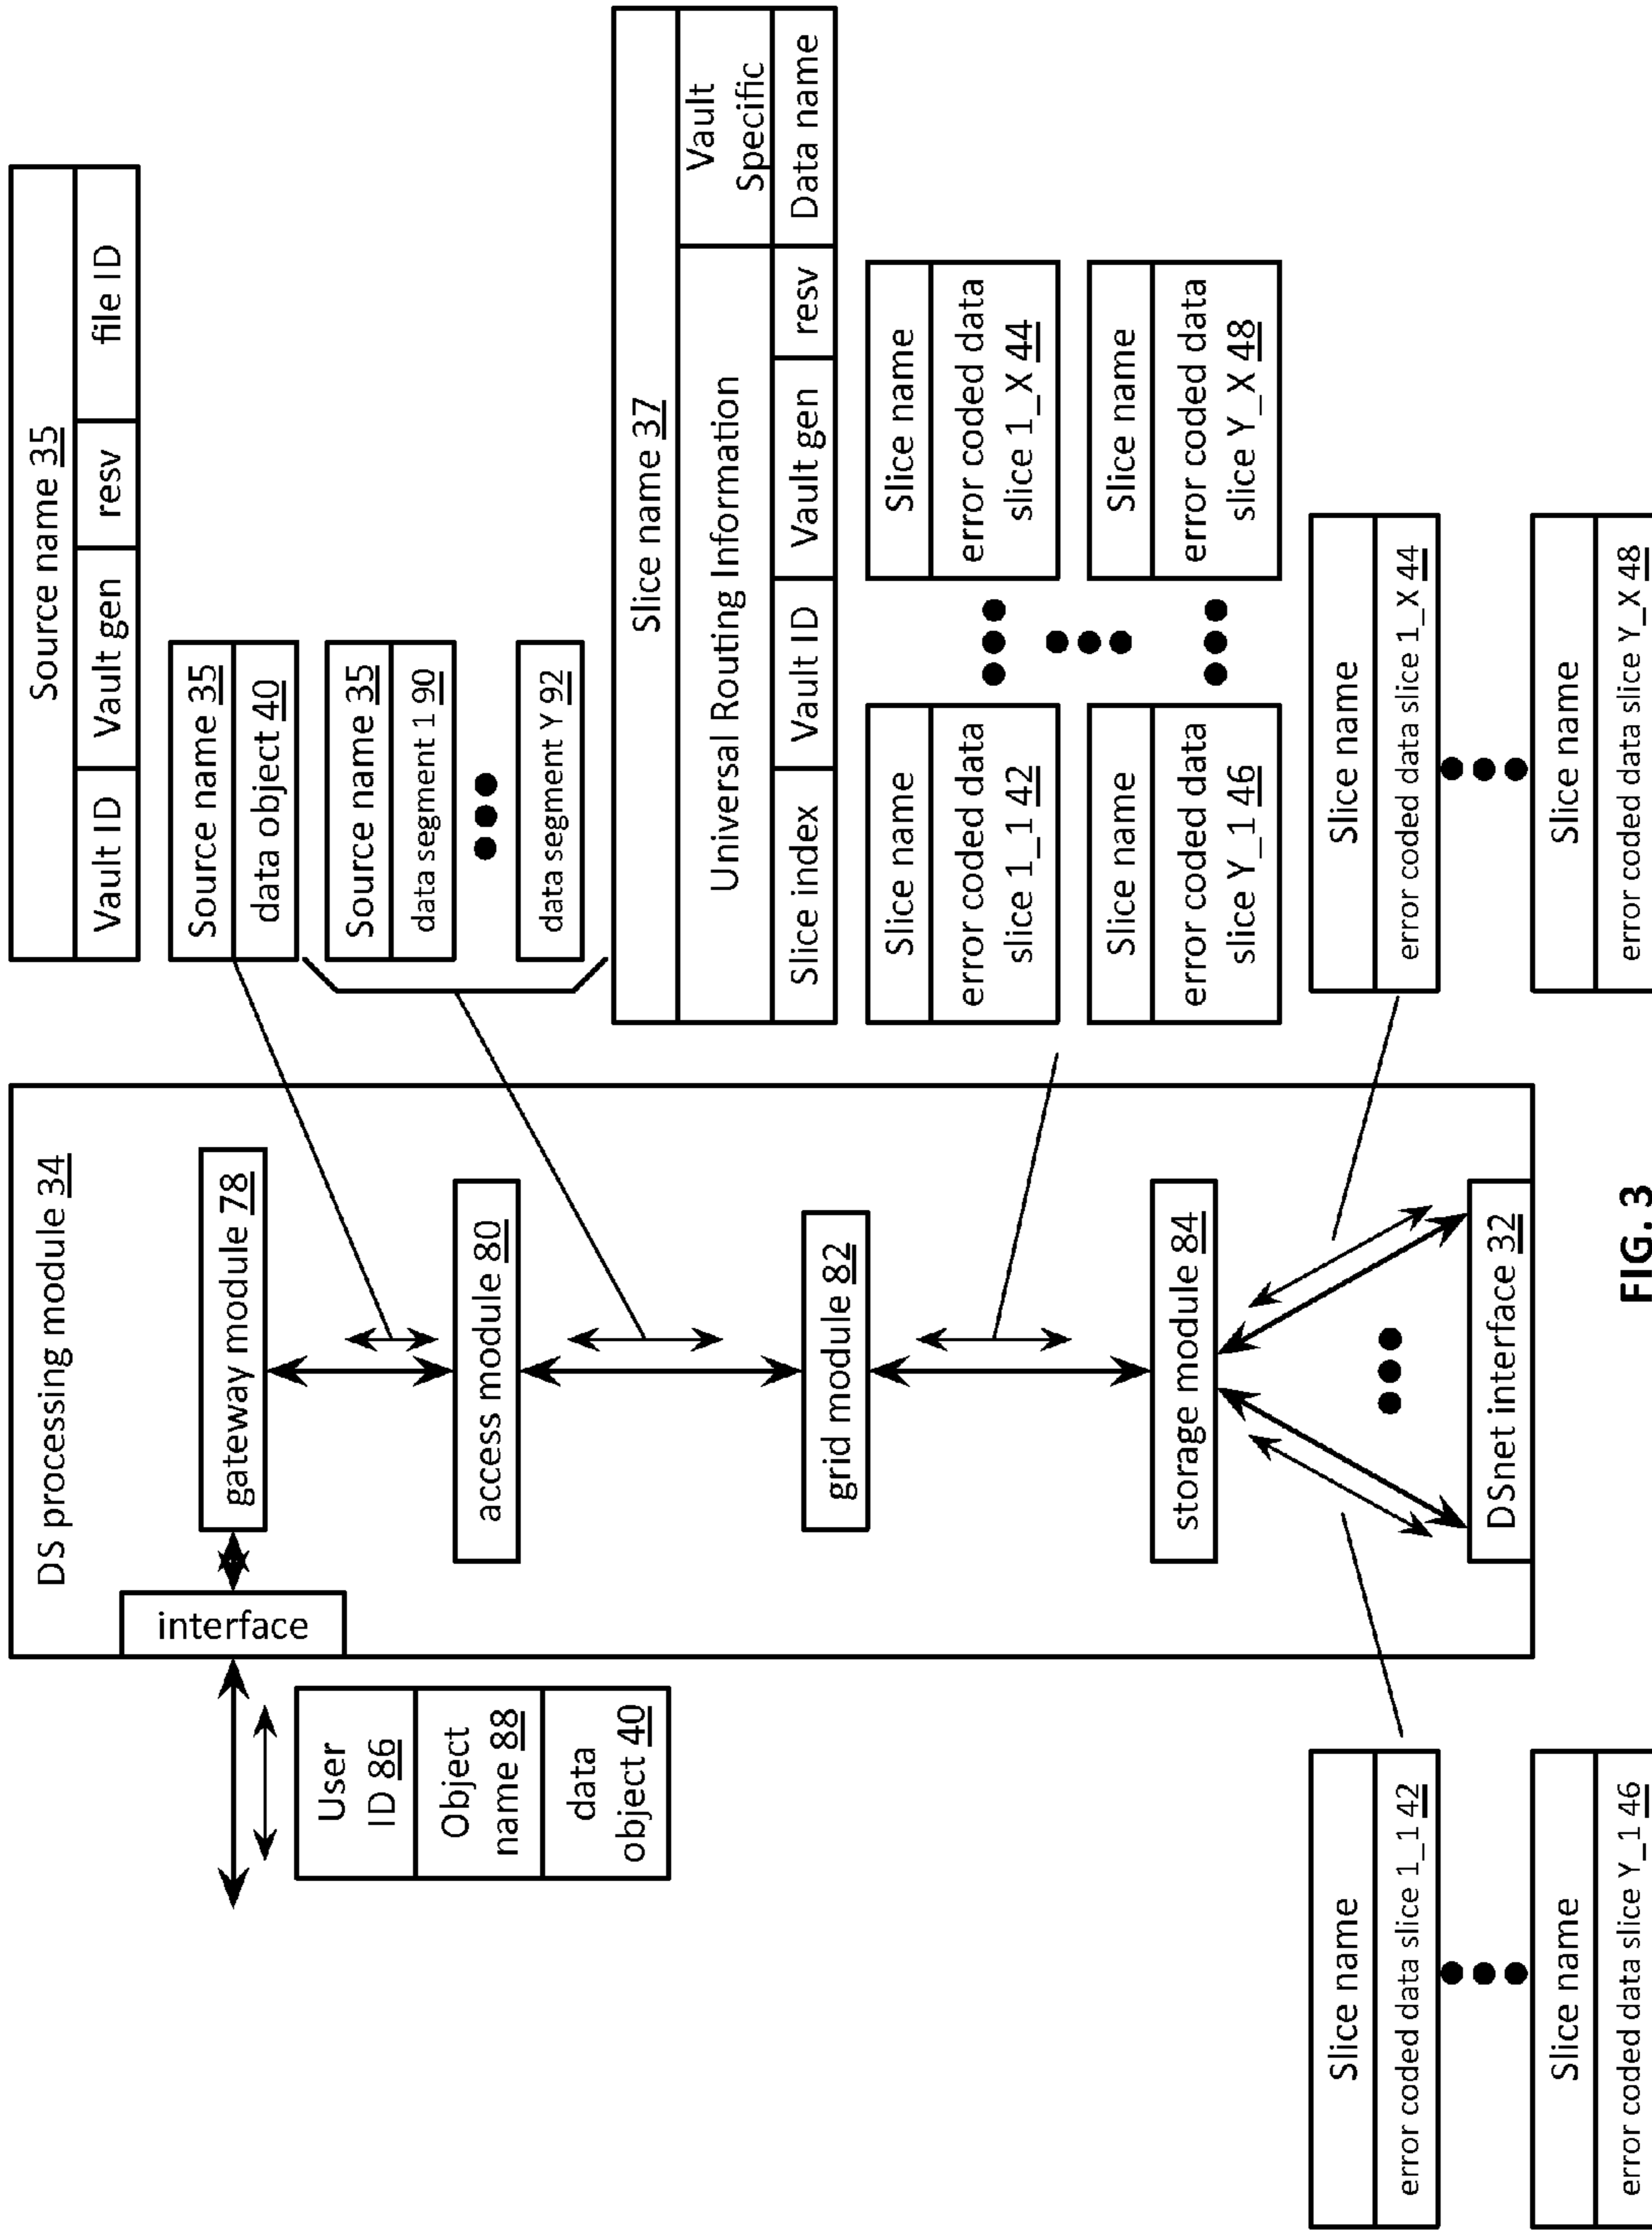 DS processing module 34
interface
gateway module 78
access module 80
grid module 82
storage module 84
DSnet interface 32
User
ID 86
Object
name 88
data
object 40
Source name 35
Vault ID
Vault gen
resv
file ID
Source name 35
data object 40
Source name 35
data segment 1 90
data segment Y 92
Slice name 37
Universal Routing Information
Vault
Specific
Slice index
Vault ID
Vault gen
resv
Data name
Slice name
error coded data
slice 1_1 42
Slice name
error coded data
slice 1_X 44
Slice name
error coded data
slice Y_1 46
Slice name
error coded data
slice Y_X 48
Slice name
error coded data slice 1_1 42
Slice name
error coded data slice Y_1 46
Slice name
error coded data slice 1_X 44
Slice name
error coded data slice Y_X 48
FIG. 3